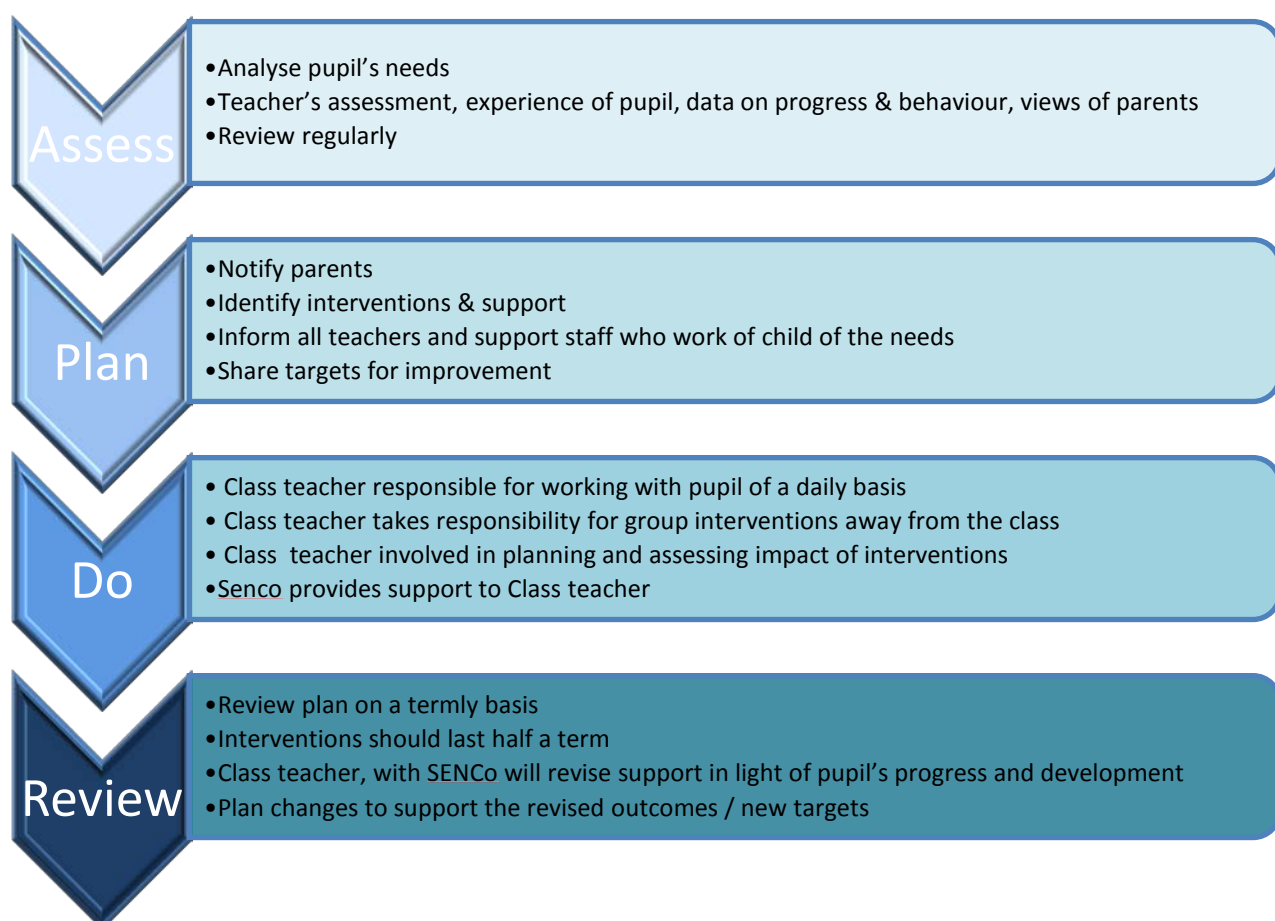 Assess
•Analyse pupil’s needs
•Teacher’s assessment, experience of pupil, data on progress & behaviour, views of parents
•Review regularly
Plan
•Notify parents
•Identify interventions & support
•Inform all teachers and support staff who work of child of the needs
•Share targets for improvement
Do
• Class teacher responsible for working with pupil of a daily basis
• Class teacher takes responsibility for group interventions away from the class
• Class  teacher involved in planning and assessing impact of interventions
•Senco provides support to Class teacher
Review
•Review plan on a termly basis
•Interventions should last half a term
•Class teacher, with SENCo will revise support in light of pupil’s progress and development
•Plan changes to support the revised outcomes / new targets